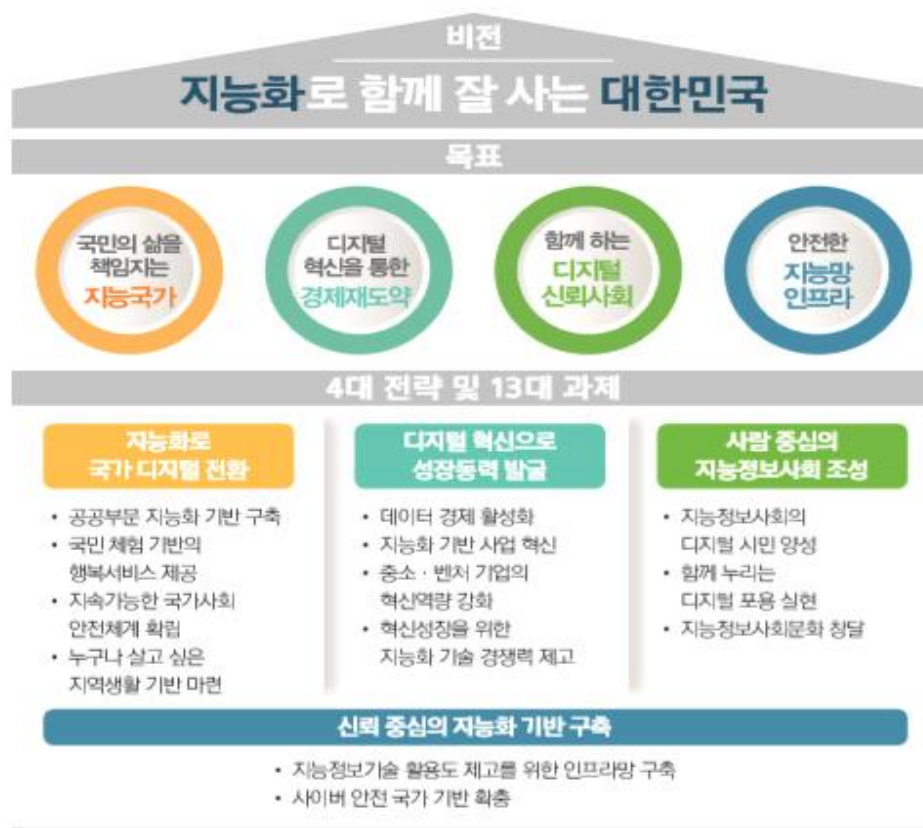 비전
지능화로 함께 잘 사는 대한민국
목표
국민의 삶을
책임지는
지능국가
디지털
혁신을 통한
경제재도약
함께 하는
디지털
신뢰사회
안전한
지능망
인프라
4대 전략 및 13대 과제
지능화로
국가 디지털 전환
• 공공부문 지능화 기반 구축
• 국민 체험 기반의
행복서비스 제공
• 지속가능한 국가사회
안전체계 확립
• 누구나 살고 싶은
지역생활 기반 마련
디지털 혁신으로
성장동력 발굴
• 데이터 경제 활성화
• 지능화 기반 사업 혁신
• 중소 · 벤처 기업의
혁신역량 강화
• 혁신성장을 위한
지능화 기술 경쟁력 제고
사람 중심의
지능정보사회 조성
• 지능정보사회의
디지털 시민 양성
• 함께 누리는
디지털 포용 실현
• 지능정보사회문화 창달
신뢰 중심의 지능화 기반 구축
• 지능정보기술 활용도 제고를 위한 인프라망 구축
• 사이버 안전 국가 기반 확충